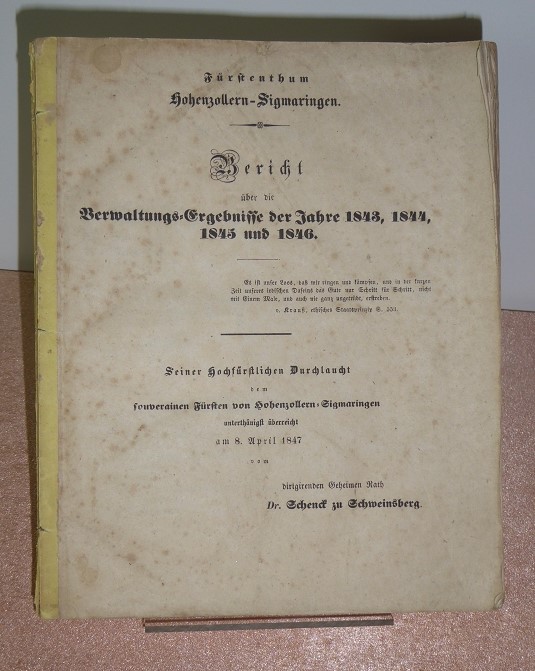 Fürstenthum
Hohenzollern-Sigmaringen.
Bericht
über die
Verwaltungs-Ergebnisse der Jahre 1843, 1844,
1845 und 1846.
Es ist unser Loos, daß wir ringen und kämpfen, und in der kurzen
Zeit unseres irdischen Daseins das Gute nur Schritt für Schritt, nicht
mit Einem Male, und auch nie ganz ungetrübt, erstreben.
v. Krauß, ethisches S. 553.
Seiner Hochfürstlichen Durchlaucht
dem
souverainen Fürsten von Hohenzollern-Sigmaringen
unterthänigst überreicht
am 8. April 1847
vom
dirigirenden Geheimen Rath
Dr. Schenck zu Schweinsberg.